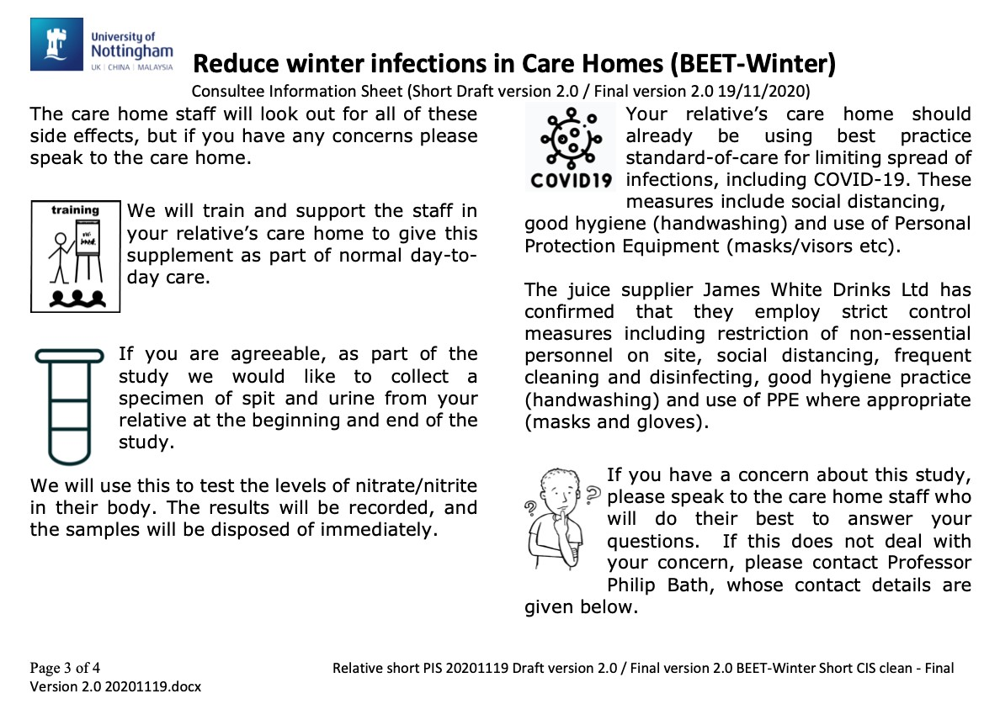 University of
Nottingham
UK | CHINA | MALAYSIA
Reduce winter infections in Care Homes (BEET-Winter)
Consultee Information Sheet (Short Draft version 2.0 / Final version 2.0 19/11/2020)
The care home staff will look out for all of these
side effects, but if you have any concerns please
speak to the care home.
training
We will train and support the staff in
your relative’s care home to give this
supplement as part of normal day-to-
day care.
If you are agreeable, as part of the
study we would like to collect a
specimen of spit and urine from your
relative at the beginning and end of the
study.
We will use this to test the levels of nitrate/nitrite
in their body. The results will be recorded, and
the samples will be disposed of immediately.
COVID19
Your relative’s care home should
already be using best practice
standard-of-care for limiting spread of
infections, including COVID-19. These
measures include social distancing,
good hygiene (handwashing) and use of Personal
Protection Equipment (masks/visors etc).
The juice supplier James White Drinks Ltd has
confirmed that they employ strict control
measures including restriction of non-essential
personnel on site, social distancing, frequent
cleaning and disinfecting, good hygiene practice
(handwashing) and use of PPE where appropriate
(masks and gloves).
If you have a concern about this study,
please speak to the care home staff who
will do their best to answer your
questions.  If this does not deal with
your concern, please contact Professor
Philip Bath, whose contact details are
given below.
Page 3 of 4
Relative short PIS 20201119 Draft version 2.0 / Final version 2.0 BEET-Winter Short CIS clean - Final
Version 2.0 20201119.docx